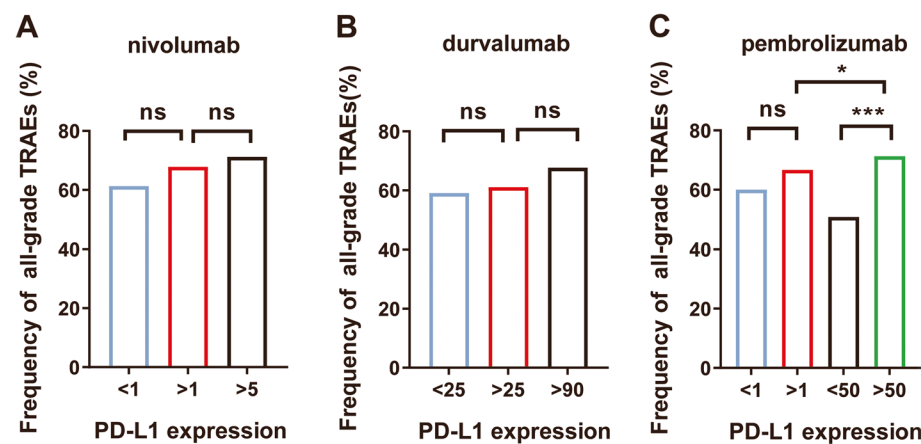 A
nivolumab
Frequency of all-grade TRAEs (%)
ns
ns
80
60
40
20
0
<1 >1 >5
PD-L1 expression
B
durvalumab
Frequency of all-grade TRAEs(%)
ns
ns
80
60
40
20
0
<25 >25 >90
PD-L1 expression
C
pembrolizumab
Frequency of all-grade TRAEs (%)
*
ns
***
80
60
40
20
0
<1 >1 <50 >50
PD-L1 expression